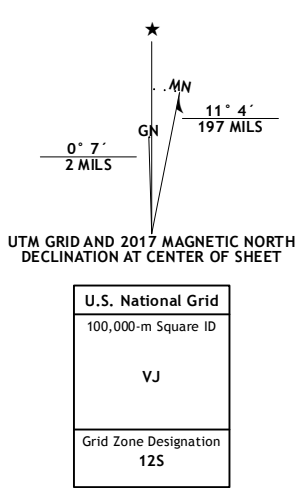 ★
MN
11° 4´
197 MILS
GN
0° 7´
2 MILS
UTM GRID AND 2017 MAGNETIC NORTH
DECLINATION AT CENTER OF SHEET
U.S. National Grid
100,000-m Square ID
VJ
Grid Zone Designation
12S